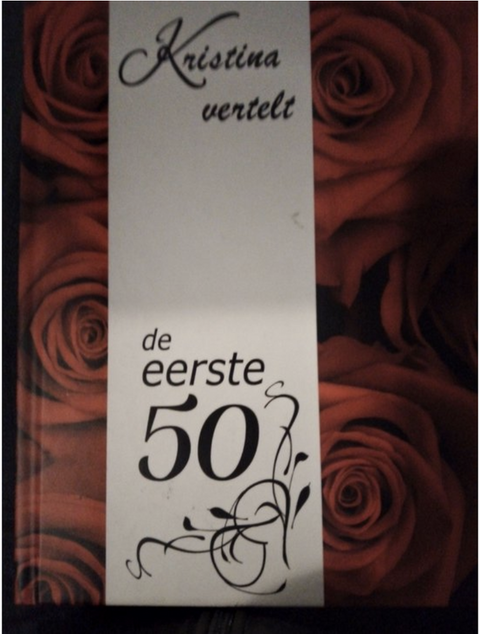 Kristina
vertelt
de
eerste
50